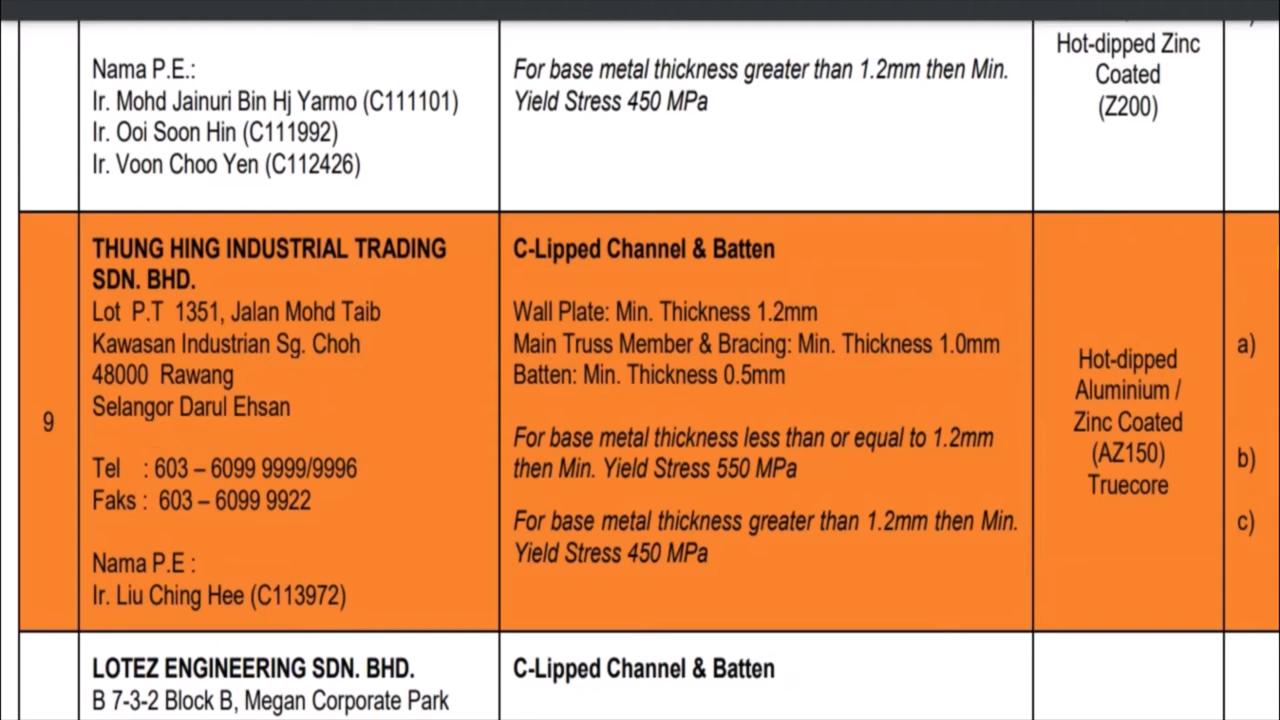 Nama P.E.:
Ir. Mohd Jainuri Bin Hj Yarmo (C111101)
Ir. Ooi Soon Hin (C111992)
Ir. Voon Choo Yen (C112426)
For base metal thickness greater than 1.2mm then Min.
Yield Stress 450 MPa
Hot-dipped Zinc
Coated
(Z200)
9
THUNG HING INDUSTRIAL TRADING
SDN. BHD.
Lot P.T 1351, Jalan Mohd Taib
Kawasan Industrian Sg. Choh
48000 Rawang
Selangor Darul Ehsan
Tel : 603 – 6099 9999/9996
Faks : 603 – 6099 9922
Nama P.E :
Ir. Liu Ching Hee (C113972)
C-Lipped Channel & Batten
Wall Plate: Min. Thickness 1.2mm
Main Truss Member & Bracing: Min. Thickness 1.0mm
Batten: Min. Thickness 0.5mm
For base metal thickness less than or equal to 1.2mm
then Min. Yield Stress 550 MPa
For base metal thickness greater than 1.2mm then Min.
Yield Stress 450 MPa
Hot-dipped
Aluminium /
Zinc Coated
(AZ150)
Truecore
a)
b)
c)
LOTEZ ENGINEERING SDN. BHD.
B 7-3-2 Block B, Megan Corporate Park
C-Lipped Channel & Batten